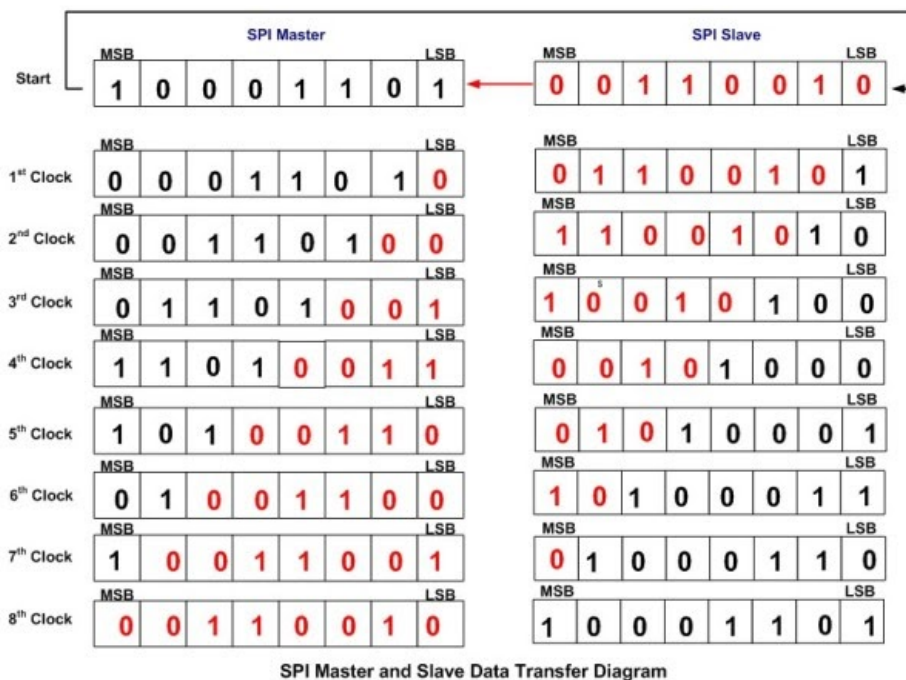 SPI Master SPI Slave
MSB LSB MSB LSB
Start 1 0 0 0 1 1 0 1 0 0 1 1 0 0 1 0
MSB LSB MSB LSB
1st Clock 0 0 0 1 1 0 1 0 0 1 1 0 0 1 0 1
MSB LSB MSB LSB
2nd Clock 0 0 1 1 0 1 0 0 1 1 0 0 1 0 1 0
MSB LSB MSB LSB
s
3rd Clock 0 1 1 0 1 0 0 1 1 0 0 1 0 1 0 0
MSB LSB MSB LSB
4th Clock 1 1 0 1 0 0 1 1 0 0 1 0 1 0 0 0
MSB LSB MSB LSB
5th Clock 1 0 1 0 0 1 1 0 0 1 0 1 0 0 0 1
MSB LSB MSB LSB
6th Clock 0 1 0 0 1 1 0 0 1 0 1 0 0 0 1 1
MSB LSB MSB LSB
7th Clock 1 0 0 1 1 0 0 1 0 1 0 0 0 1 1 0
MSB LSB MSB LSB
8th Clock 0 0 1 1 0 0 1 0 1 0 0 0 1 1 0 1
SPI Master and Slave Data Transfer Diagram